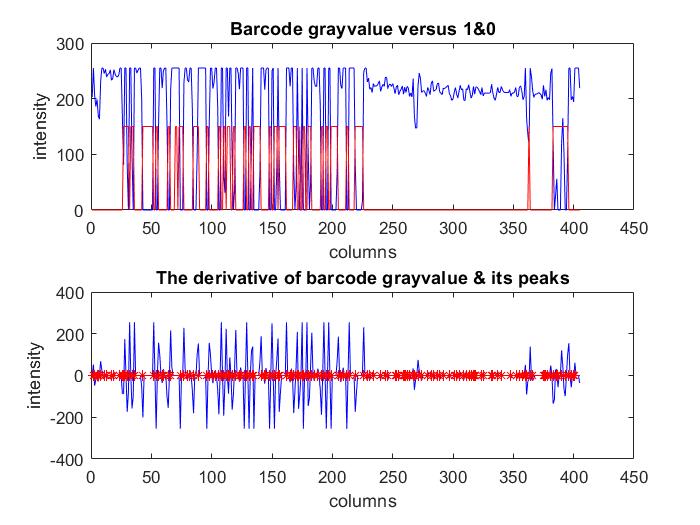 Barcode grayvalue versus 1&0
300
200
100
0
intensity
0 50 100 150 200 250 300 350 400 450
columns
The derivative of barcode grayvalue & its peaks
400
200
0
-200
-400
intensity
0 50 100 150 200 250 300 350 400 450
columns